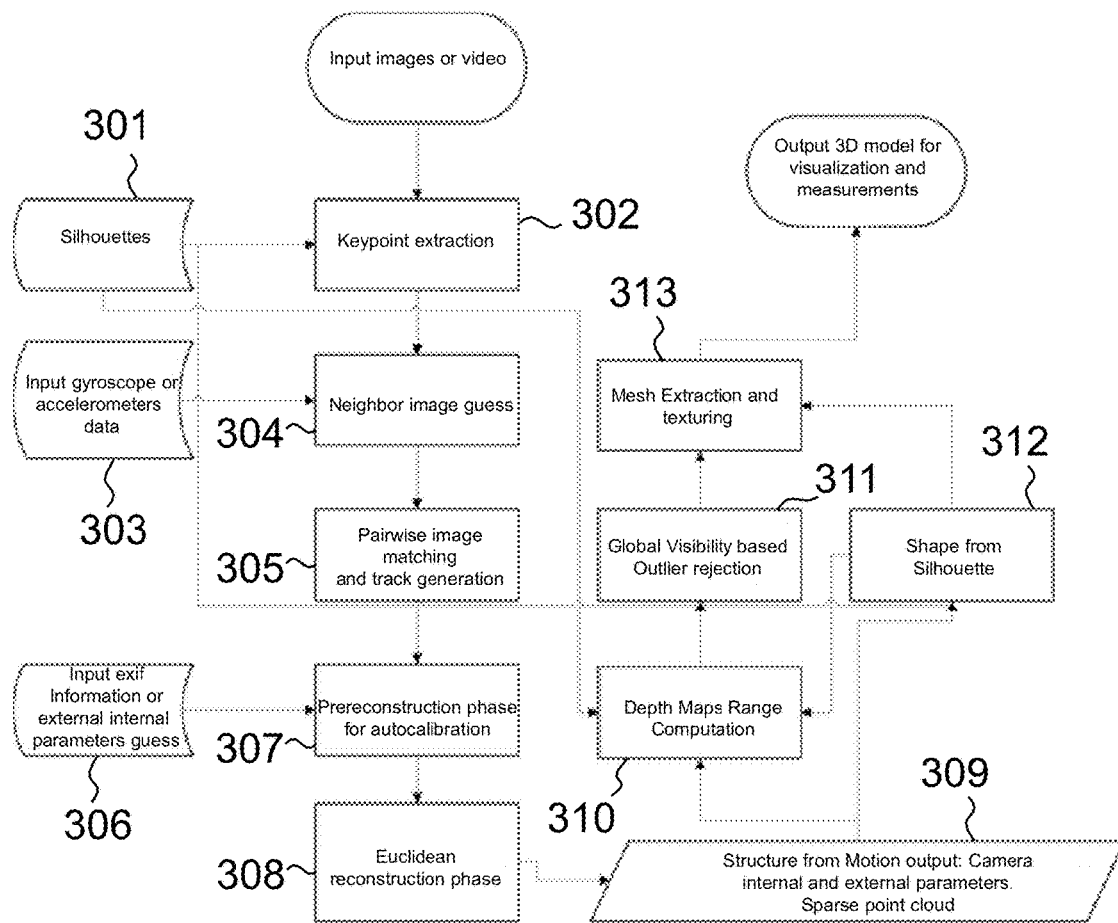 Input images or video
301
Silhouettes
Keypoint extraction
302
Output 3D model for
visualization and
measurements
Input gyroscope or
accelerometers
data
303
Neighbor image guess
304
313
Mesh Extraction and
texturing
312
311
Pairwise image
matching
and track generation
305
Global Visibility based
Outlier rejection
Shape from
Silhouette
Input exif
Information or
external internal
parameters guess
306
Prereconstruction phase
for autocalibration
307
Depth Maps Range
Computation
310
309
Euclidean
reconstruction phase
308
Structure from Motion output: Camera
internal and external parameters.
Sparse point cloud